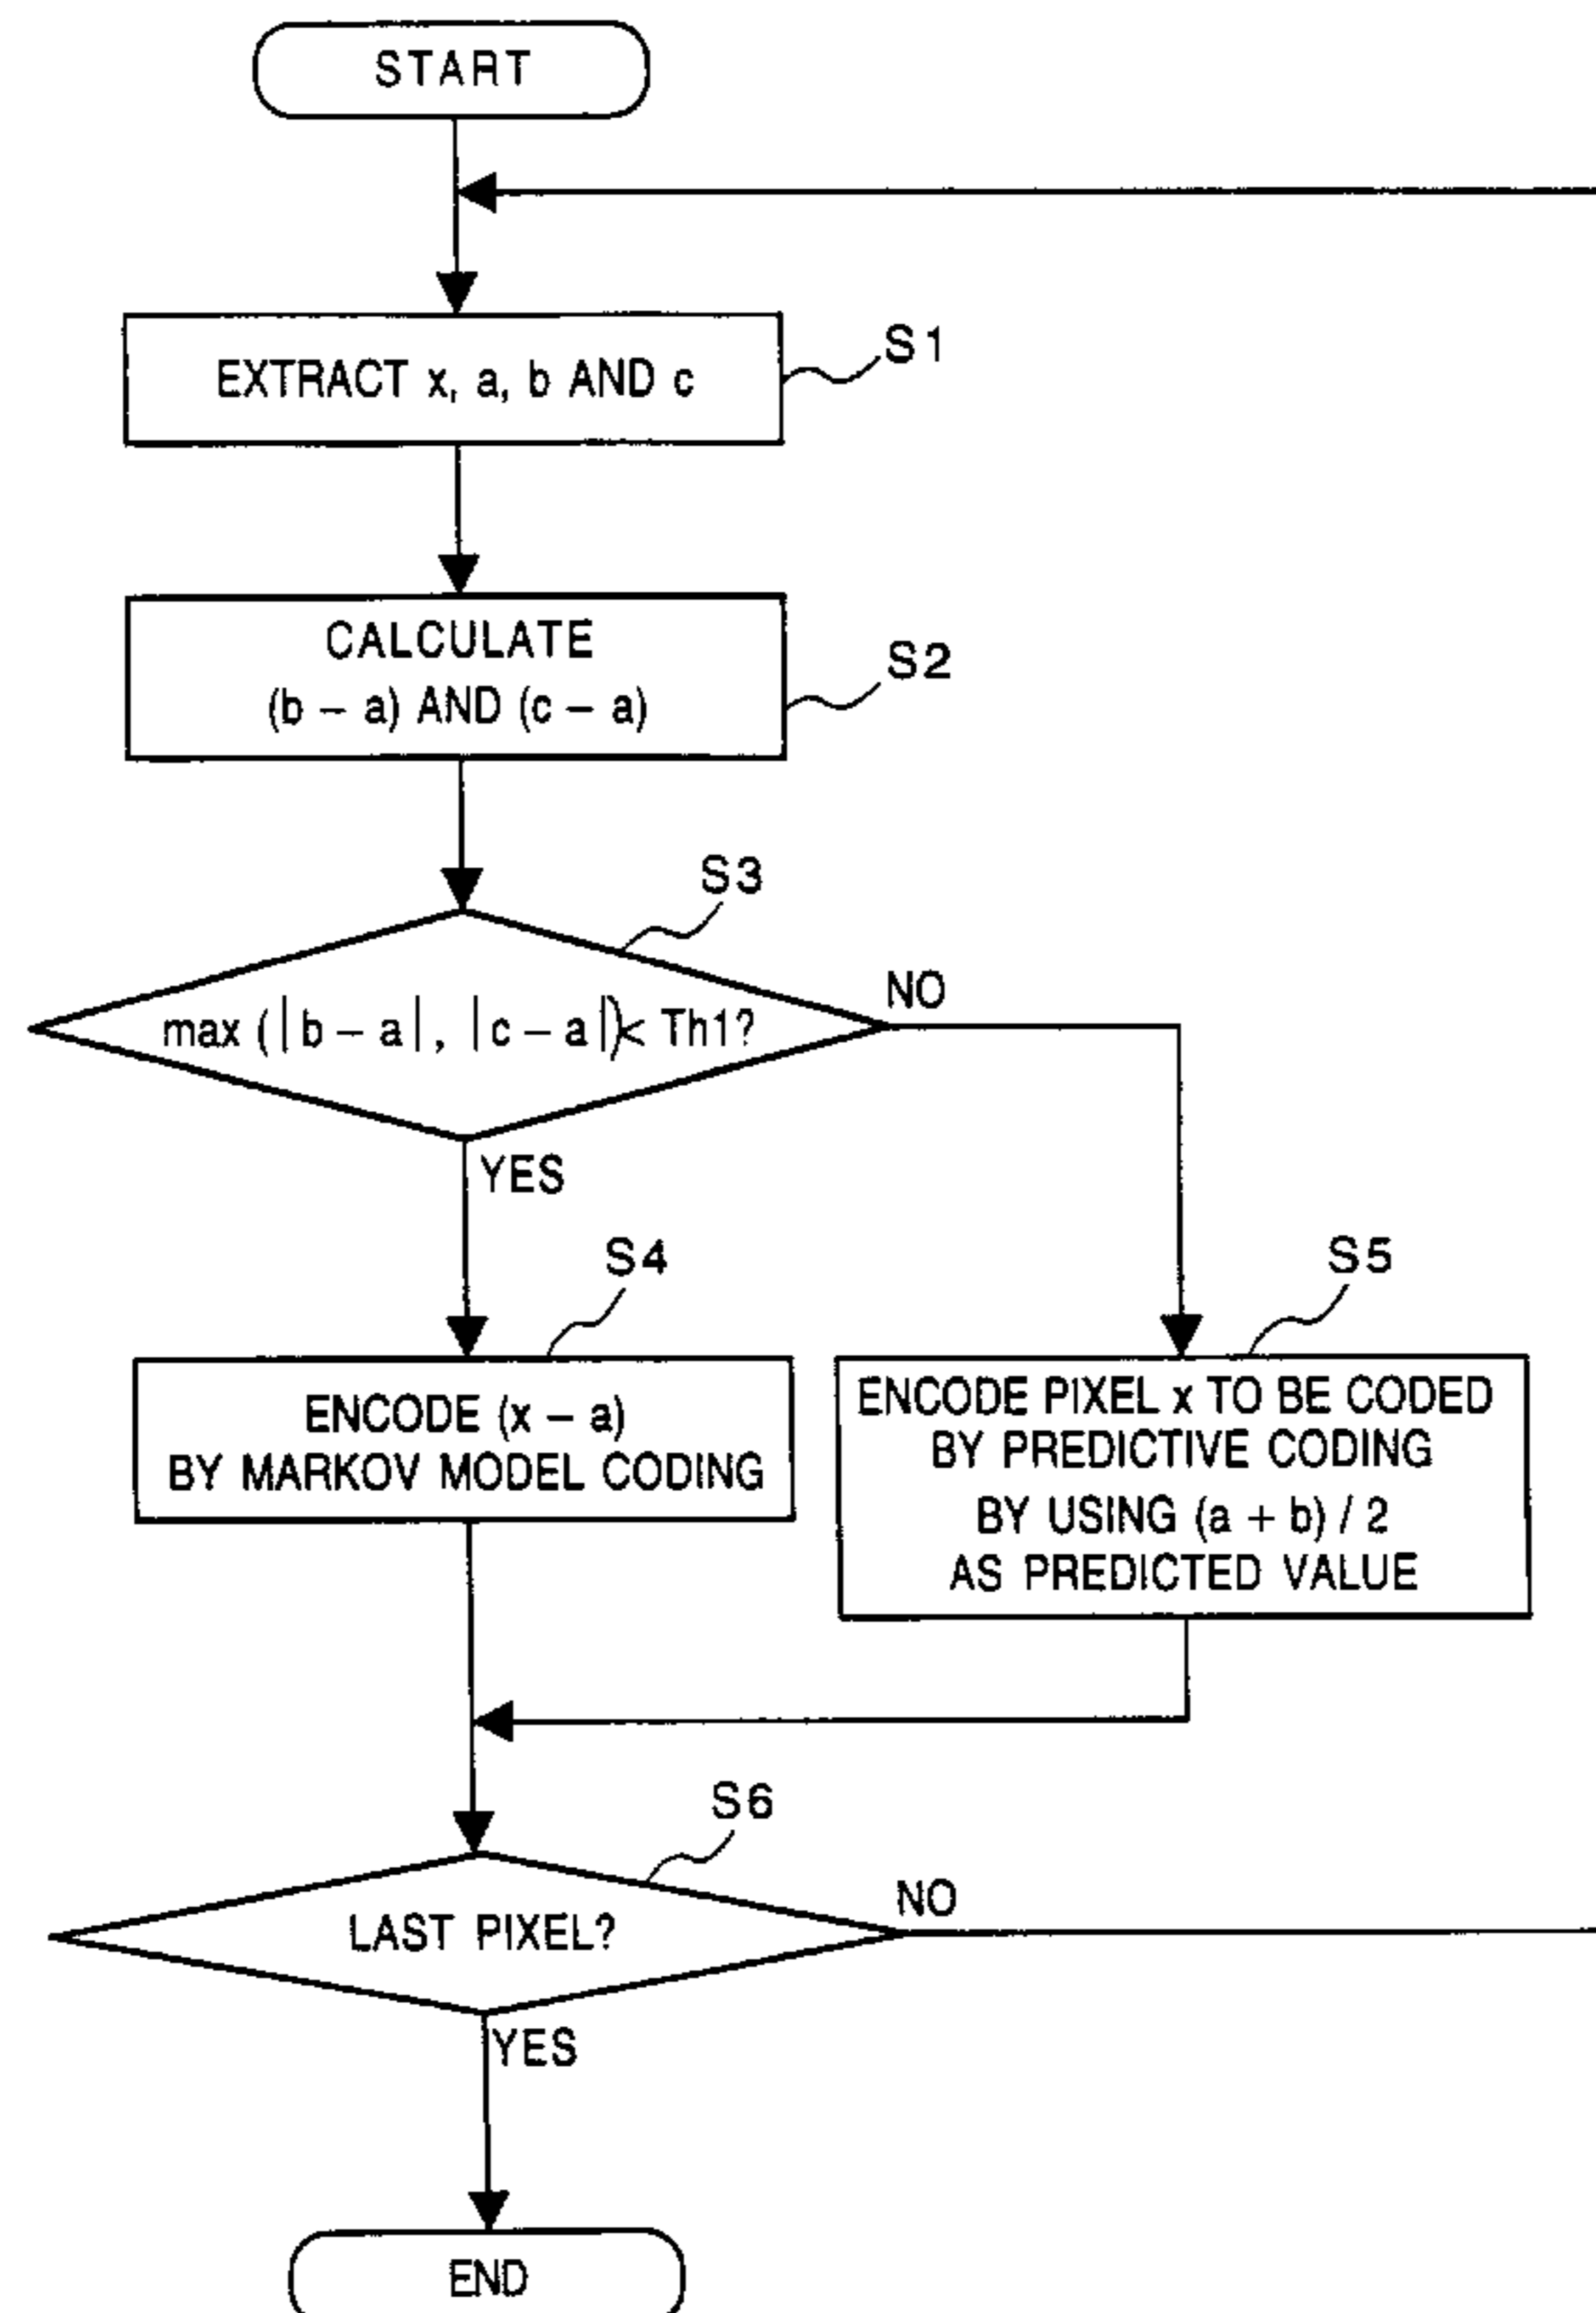 START
EXTRACT x, a, b AND c
S1
CALCULATE
(b – a) AND (c – a)
S2
S3
max (|b – a|, |c – a|)< Th1?
NO
YES
S4
S5
ENCODE (x – a)
BY MARKOV MODEL CODING
ENCODE PIXEL x TO BE CODED
BY PREDICTIVE CODING
BY USING (a + b) / 2
AS PREDICTED VALUE
S6
LAST PIXEL?
NO
YES
END